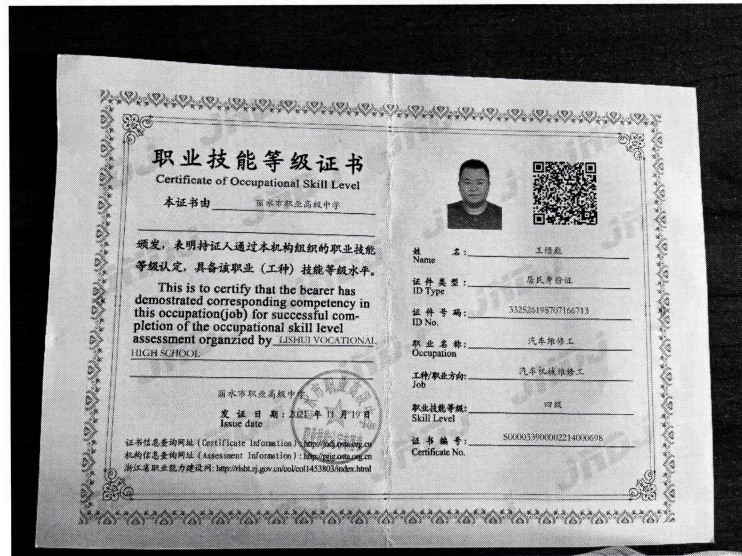 职业技能等级证书
Certificate of Occupational Skill Level
本证书由 丽水市职业高级中学
颁发，表明持证人通过本机构组织的职业技能
等级认定，具备该职业（工种）技能等级水平。
This is to certify that the bearer has
demostrated corresponding competency in
this occupation(job) for successful com-
pletion of the occupational skill level
assessment organzied by LISHUI VOCATIONAL
HIGH SCHOOL
丽水市职业高级中学
发证日期：2021年11月19日
Issue date
证书信息查询网址（Certificate Information）：http://jndj.osta.org.cn
机构信息查询网址（Assessment Information）：http://pjjg.osta.org.cn
浙江省职业能力建设网：http://rlsbt.zj.gov.cn/col/col1453803/index.html
姓名：王
Name
证件类型：居民身份证
ID Type
证件号码：332526198707166713
ID No.
职业名称：汽车维修工
Occupation
工种/职业方向：汽车机械维修工
Job
职业技能等级：四级
Skill Level
证书编号：S000033900002214000698
Certificate No.